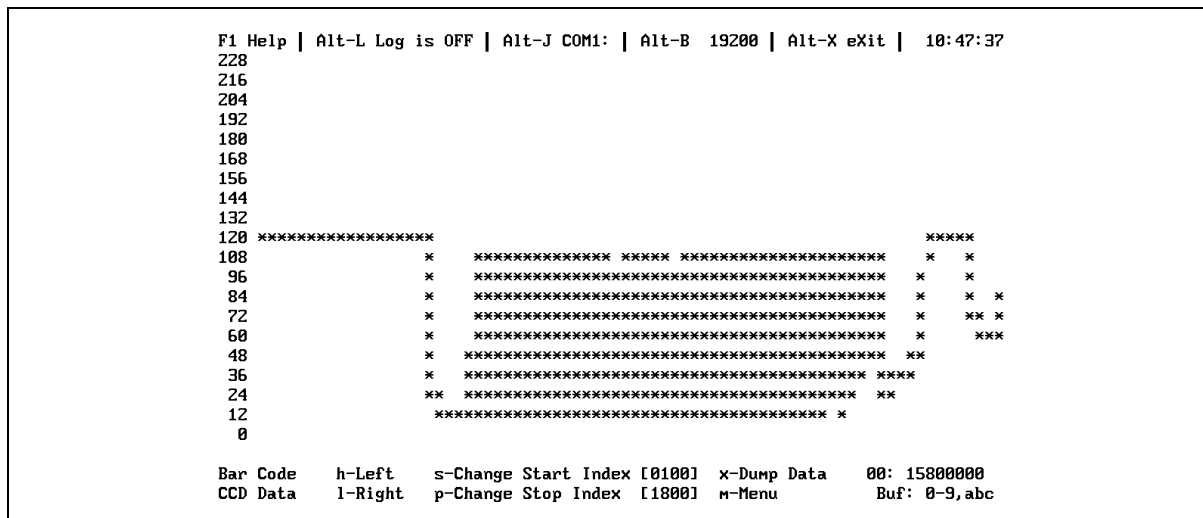 F1 Help | Alt-L Log is OFF | Alt-J COM1: | Alt-B  19200 | Alt-X eXit |  10:47:37
228
216
204
192
180
168
156
144
132
120 ******************                                                  *****
108                  *    ************** ***** *********************    *   *
 96                  *    ******************************************   *    *
 84                  *    ******************************************   *    *  *
 72                  *    ******************************************   *    ** *
 60                  *    ******************************************   *     ***
 48                  *   *******************************************  **
 36                  *   ***************************************** ****
 24                  **  ****************************************  **
 12                   **************************************** *
  0
Bar Code    h-Left    s-Change Start Index [0100]  x-Dump Data    00: 15800000
CCD Data    l-Right   p-Change Stop Index  [1800]  m-Menu          Buf: 0-9,abc